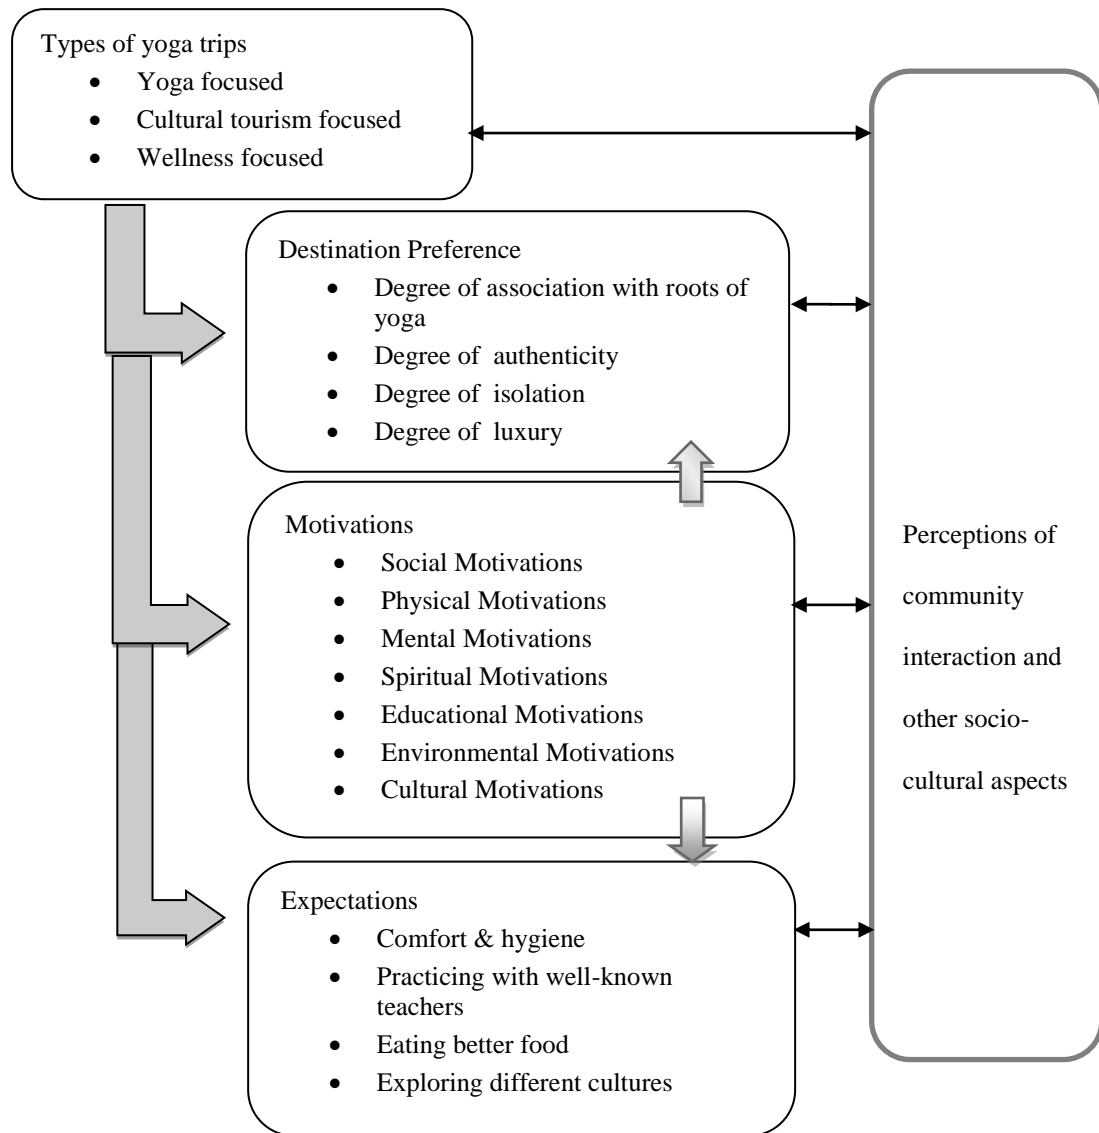 Types of yoga trips
• Yoga focused
• Cultural tourism focused
• Wellness focused
Destination Preference
• Degree of association with roots of
yoga
• Degree of  authenticity
• Degree of  isolation
• Degree of  luxury
Motivations
• Social Motivations
• Physical Motivations
• Mental Motivations
• Spiritual Motivations
• Educational Motivations
• Environmental Motivations
• Cultural Motivations
Expectations
• Comfort & hygiene
• Practicing with well-known
teachers
• Eating better food
• Exploring different cultures
Perceptions of
community
interaction and
other socio-
cultural aspects